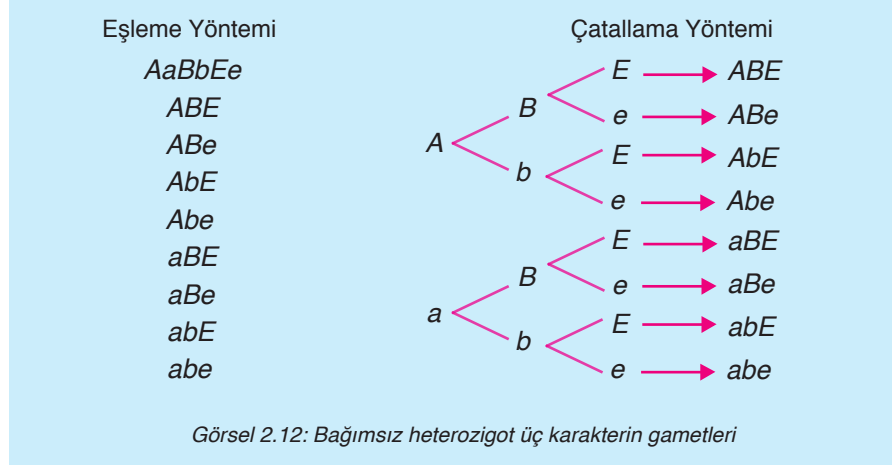 Eşleme Yöntemi
AaBbEe
ABE
ABe
AbE
Abe
aBE
aBe
abE
abe
Çatallama Yöntemi
A
B
E ABE
e ABe
b
E AbE
e Abe
a
B
E aBE
e aBe
b
E abE
e abe
Görsel 2.12: Bağımsız heterozigot üç karakterin gametleri